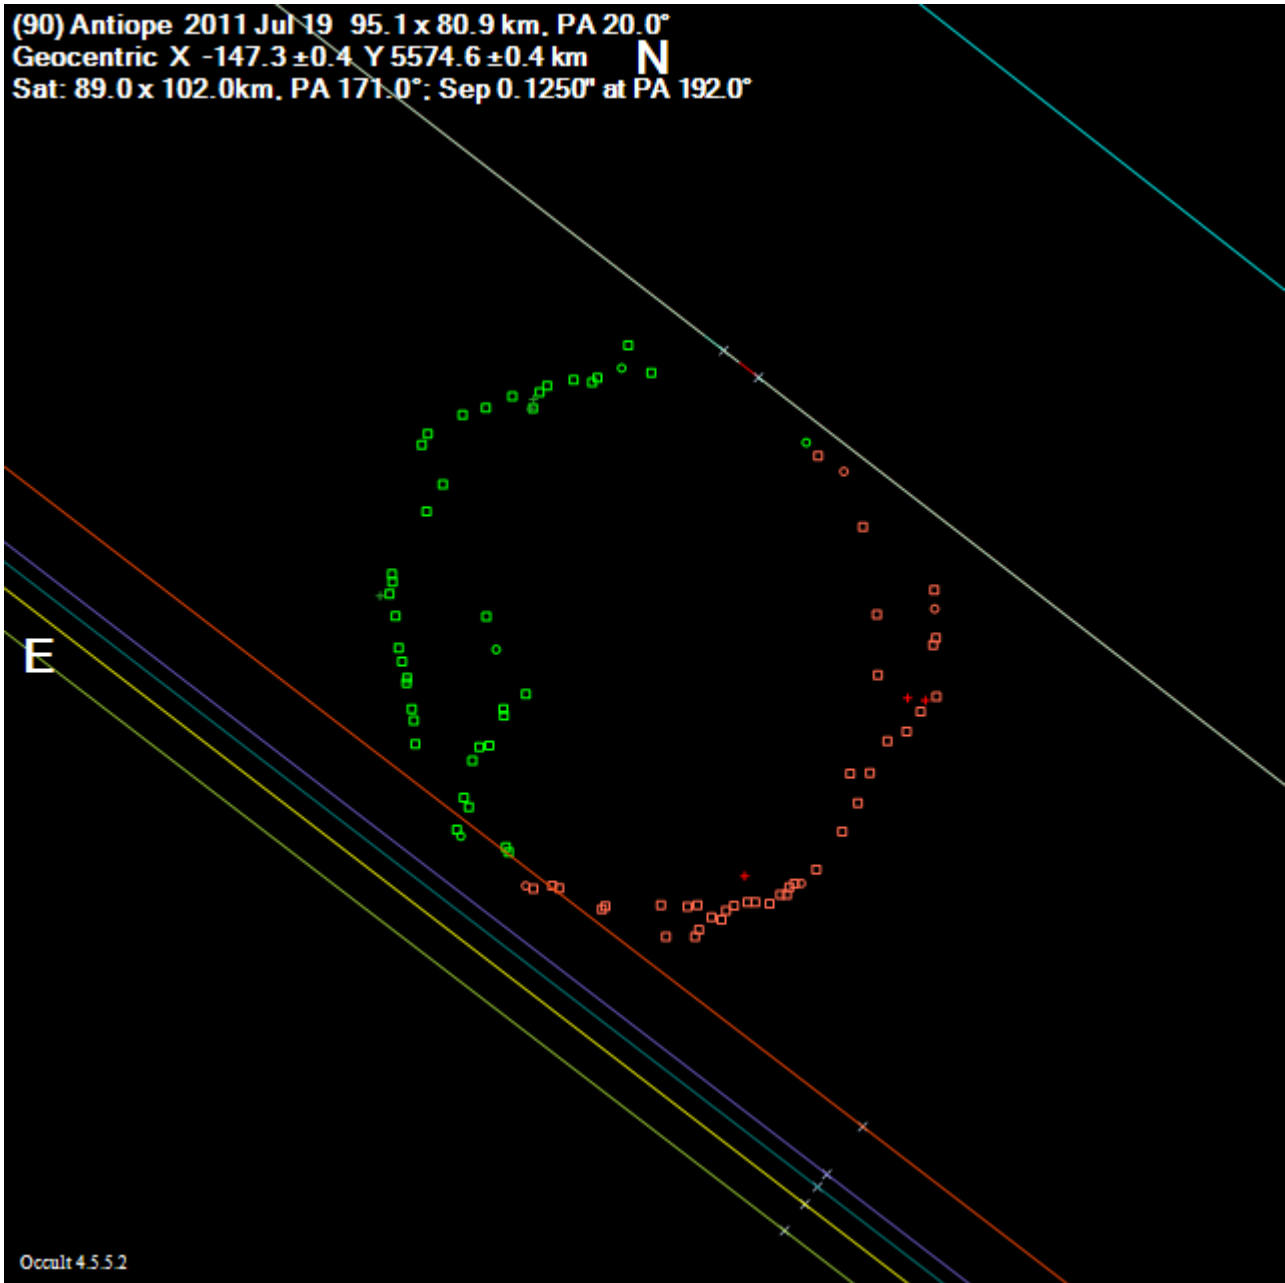 (90) Antiope 2011 Jul 19 95.1 x 80.9 km, PA 20.0°
Geocentric X -147.3 ±0.4 Y 5574.6 ±0.4 km
N
Sat: 89.0 x 102.0km, PA 171.0°; Sep 0.1250" at PA 192.0°
E
Occult 4.5.5.2